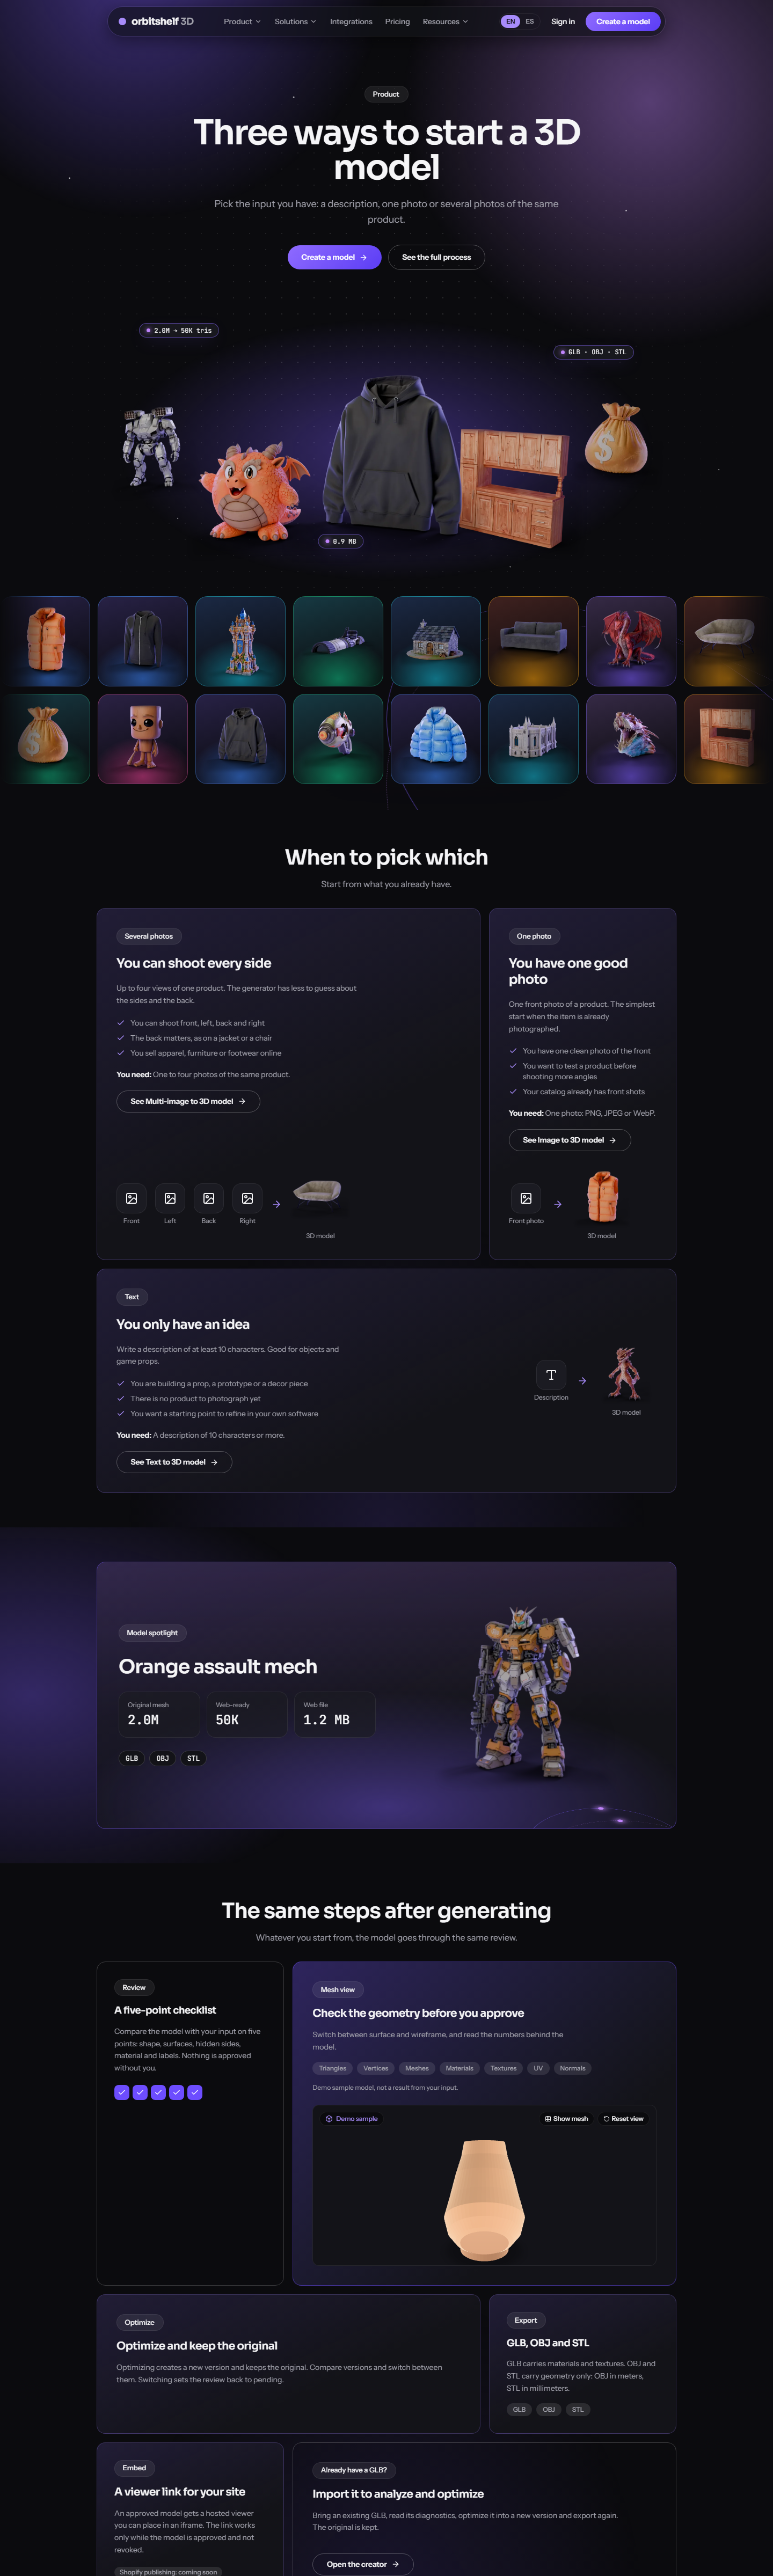 orbitshelf 3D
Product
Solutions
Integrations
Pricing
Resources
EN
ES
Sign in
Create a model
Product
Three ways to start a 3D
model
Pick the input you have: a description, one photo or several photos of the same
product.
Create a model
See the full process
2.0M → 50K tris
GLB · OBJ · STL
0.9 MB
When to pick which
Start from what you already have.
Several photos
You can shoot every side
Up to four views of one product. The generator has less to guess about
the sides and the back.
You can shoot front, left, back and right
The back matters, as on a jacket or a chair
You sell apparel, furniture or footwear online
You need: One to four photos of the same product.
See Multi-image to 3D model
Front
Left
Back
Right
3D model
One photo
You have one good
photo
One front photo of a product. The simplest
start when the item is already
photographed.
You have one clean photo of the front
You want to test a product before
shooting more angles
Your catalog already has front shots
You need: One photo: PNG, JPEG or WebP.
See Image to 3D model
Front photo
3D model
Text
You only have an idea
Write a description of at least 10 characters. Good for objects and
game props.
You are building a prop, a prototype or a decor piece
There is no product to photograph yet
You want a starting point to refine in your own software
You need: A description of 10 characters or more.
See Text to 3D model
Description
3D model
Model spotlight
Orange assault mech
Original mesh
2.0M
Web-ready
50K
Web file
1.2 MB
GLB
OBJ
STL
The same steps after generating
Whatever you start from, the model goes through the same review.
Review
A five-point checklist
Compare the model with your input on five
points: shape, surfaces, hidden sides,
material and labels. Nothing is approved
without you.
Mesh view
Check the geometry before you approve
Switch between surface and wireframe, and read the numbers behind the
model.
Triangles
Vertices
Meshes
Materials
Textures
UV
Normals
Demo sample model, not a result from your input.
Demo sample
Show mesh
Reset view
Optimize
Optimize and keep the original
Optimizing creates a new version and keeps the original. Compare versions and switch between
them. Switching sets the review back to pending.
Export
GLB, OBJ and STL
GLB carries materials and textures. OBJ and
STL carry geometry only: OBJ in meters,
STL in millimeters.
GLB
OBJ
STL
Embed
A viewer link for your site
An approved model gets a hosted viewer
you can place in an iframe. The link works
only while the model is approved and not
revoked.
Shopify publishing: coming soon
Already have a GLB?
Import it to analyze and optimize
Bring an existing GLB, read its diagnostics, optimize it into a new version and export again.
The original is kept.
Open the creator